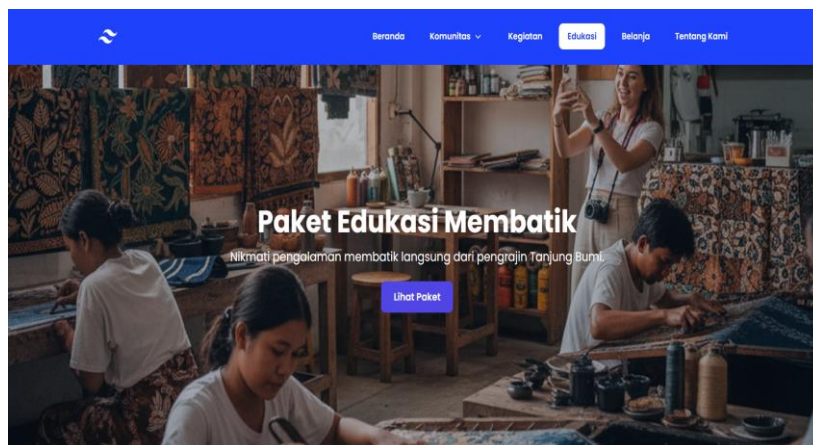 Beranda
Komunitas
Kegiatan
Edukasi
Belanja
Tentang Kami
Paket Edukasi Membatik
Nikmati pengalaman membatik langsung dari pengrajin Tanjung Bumi.
Lihat Paket